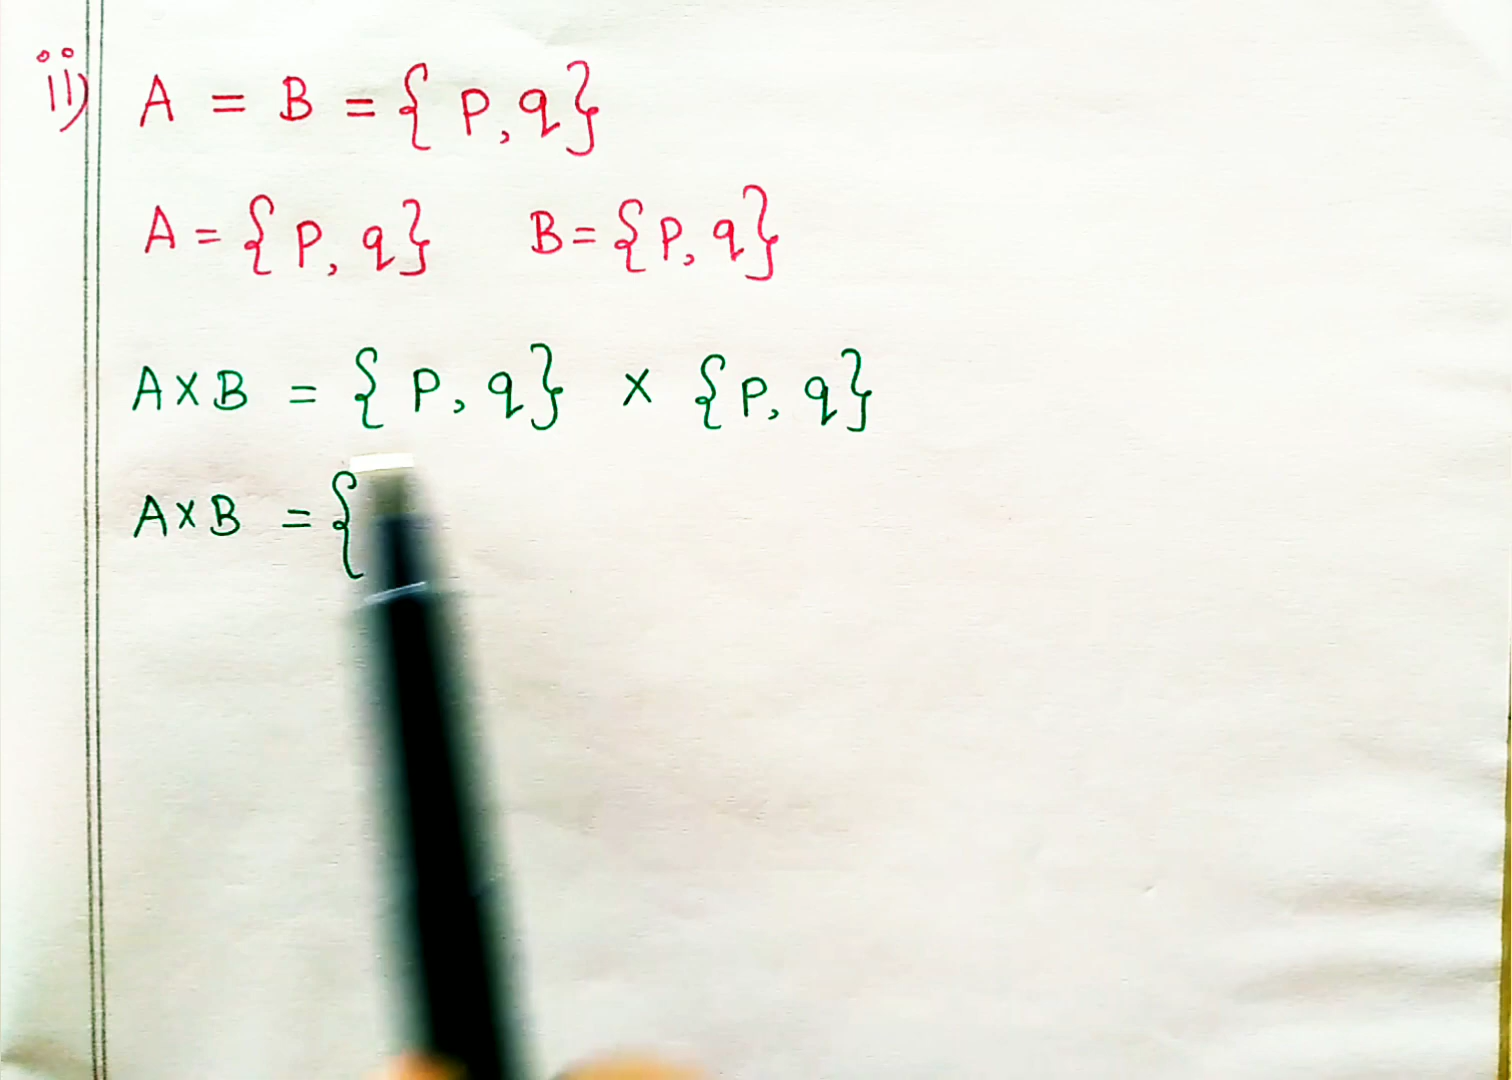 ii) A = B = {p, q}
A = {p, q} B = {p, q}
A × B = {p, q} × {p, q}
A × B = {